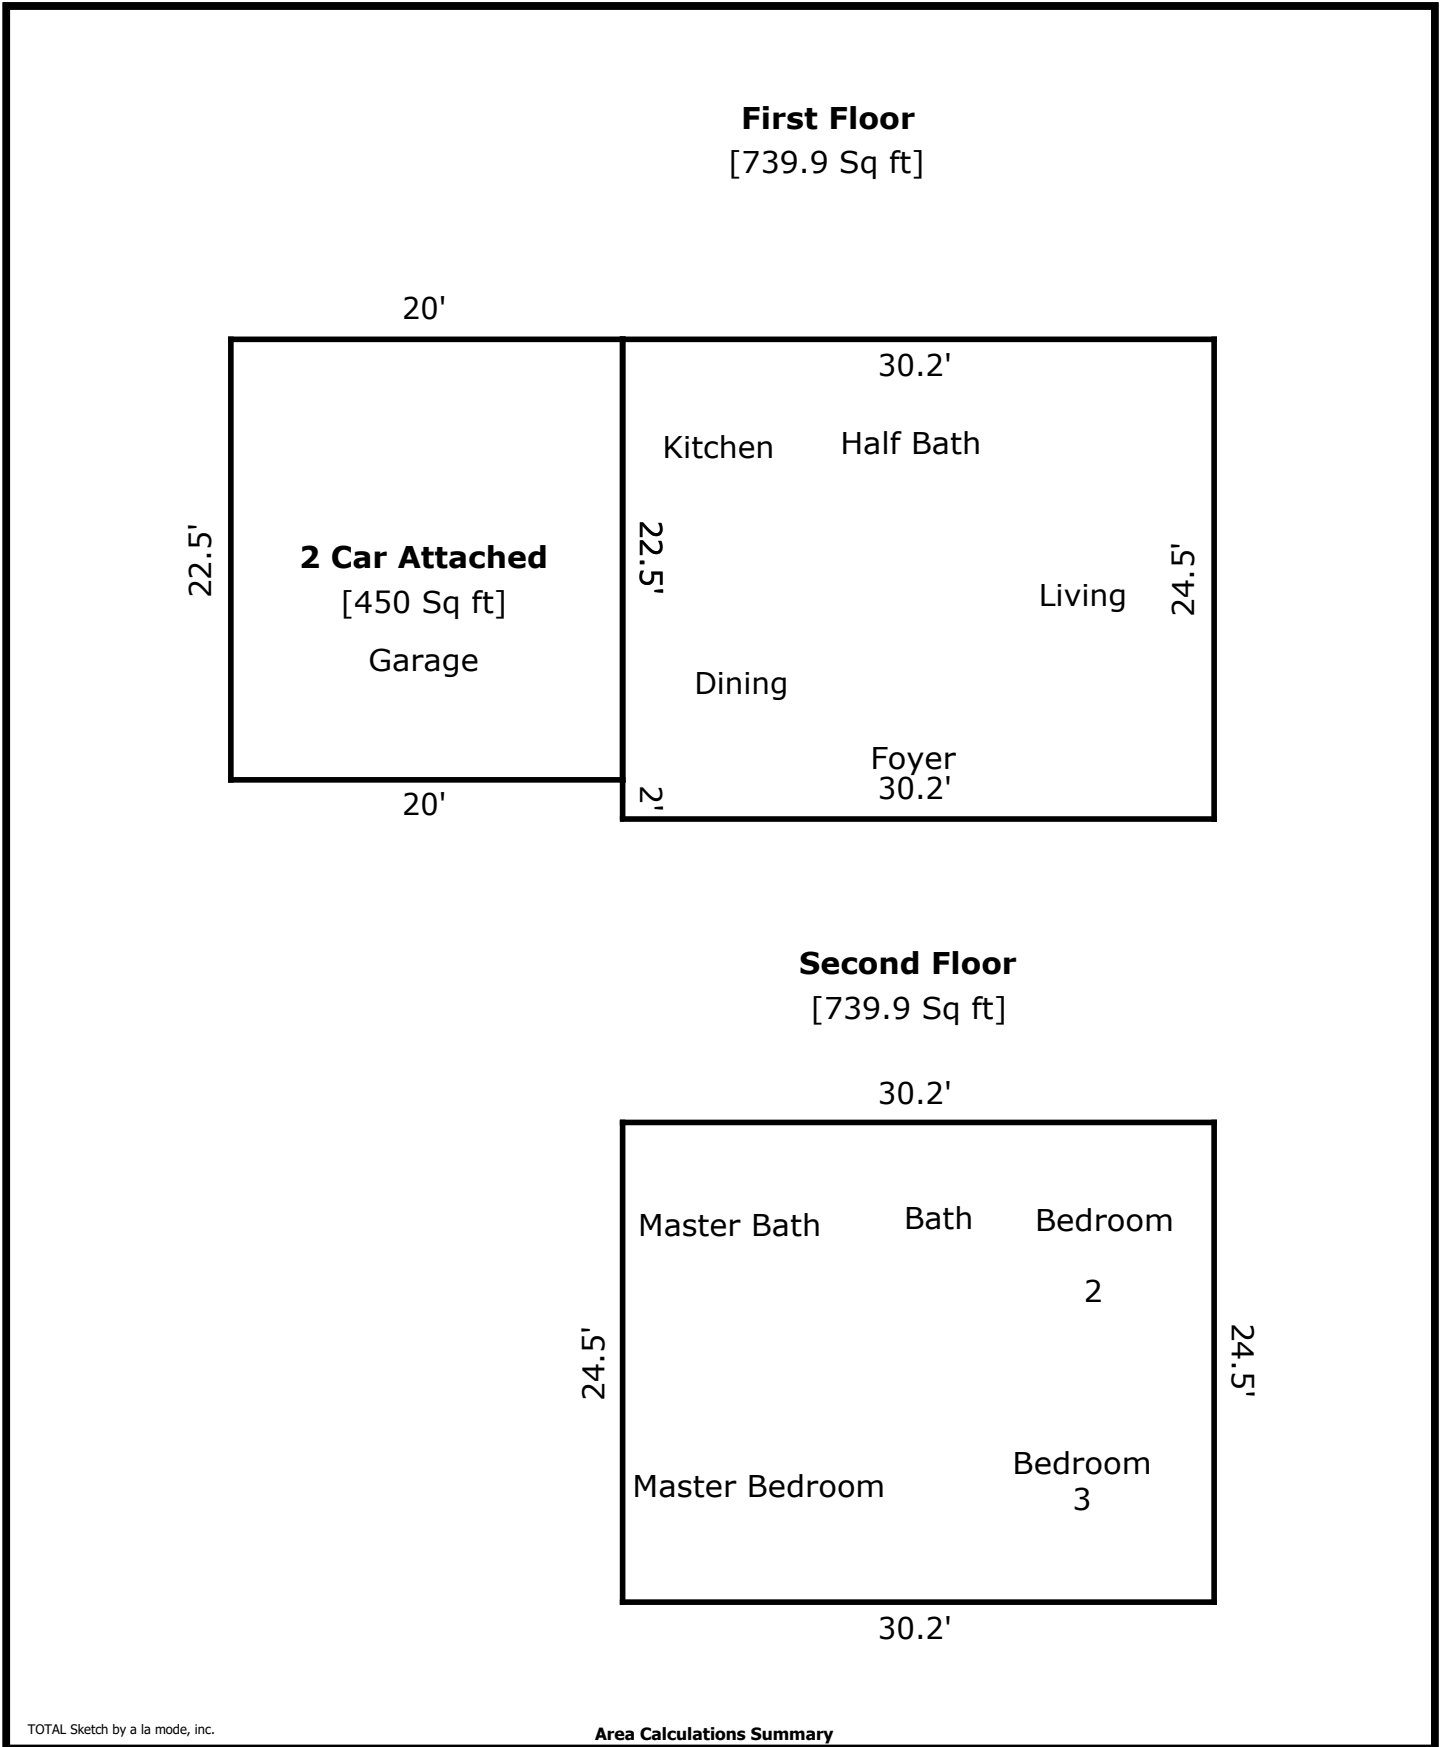 First Floor
[739.9 Sq ft]
20'
30.2'
Kitchen
Half Bath
22.5'
2 Car Attached
[450 Sq ft]
Garage
22.5'
Living
24.5'
Dining
Foyer
30.2'
20'
2'
Second Floor
[739.9 Sq ft]
30.2'
Master Bath
Bath
Bedroom
2
24.5'
24.5'
Master Bedroom
Bedroom
3
30.2'
TOTAL Sketch by a la mode, inc.
Area Calculations Summary